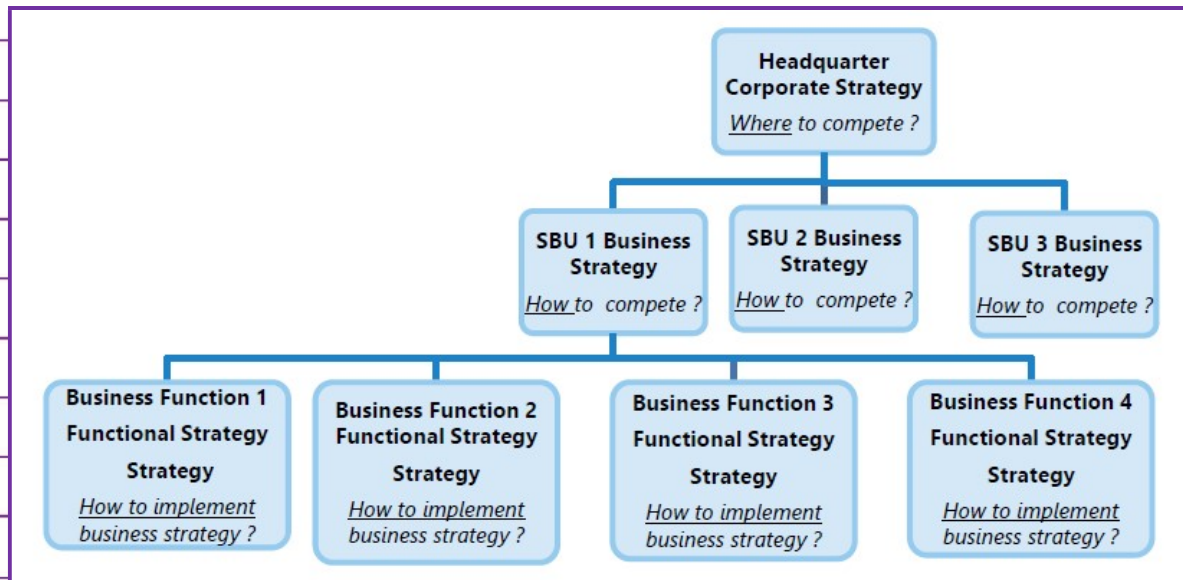 Headquarter
Corporate Strategy
Where to compete ?
SBU 1 Business
Strategy
How to compete ?
SBU 2 Business
Strategy
How to compete ?
SBU 3 Business
Strategy
How to compete ?
Business Function 1
Functional Strategy
Strategy
How to implement
business strategy ?
Business Function 2
Functional Strategy
Strategy
How to implement
business strategy ?
Business Function 3
Functional Strategy
Strategy
How to implement
business strategy ?
Business Function 4
Functional Strategy
Strategy
How to implement
business strategy ?